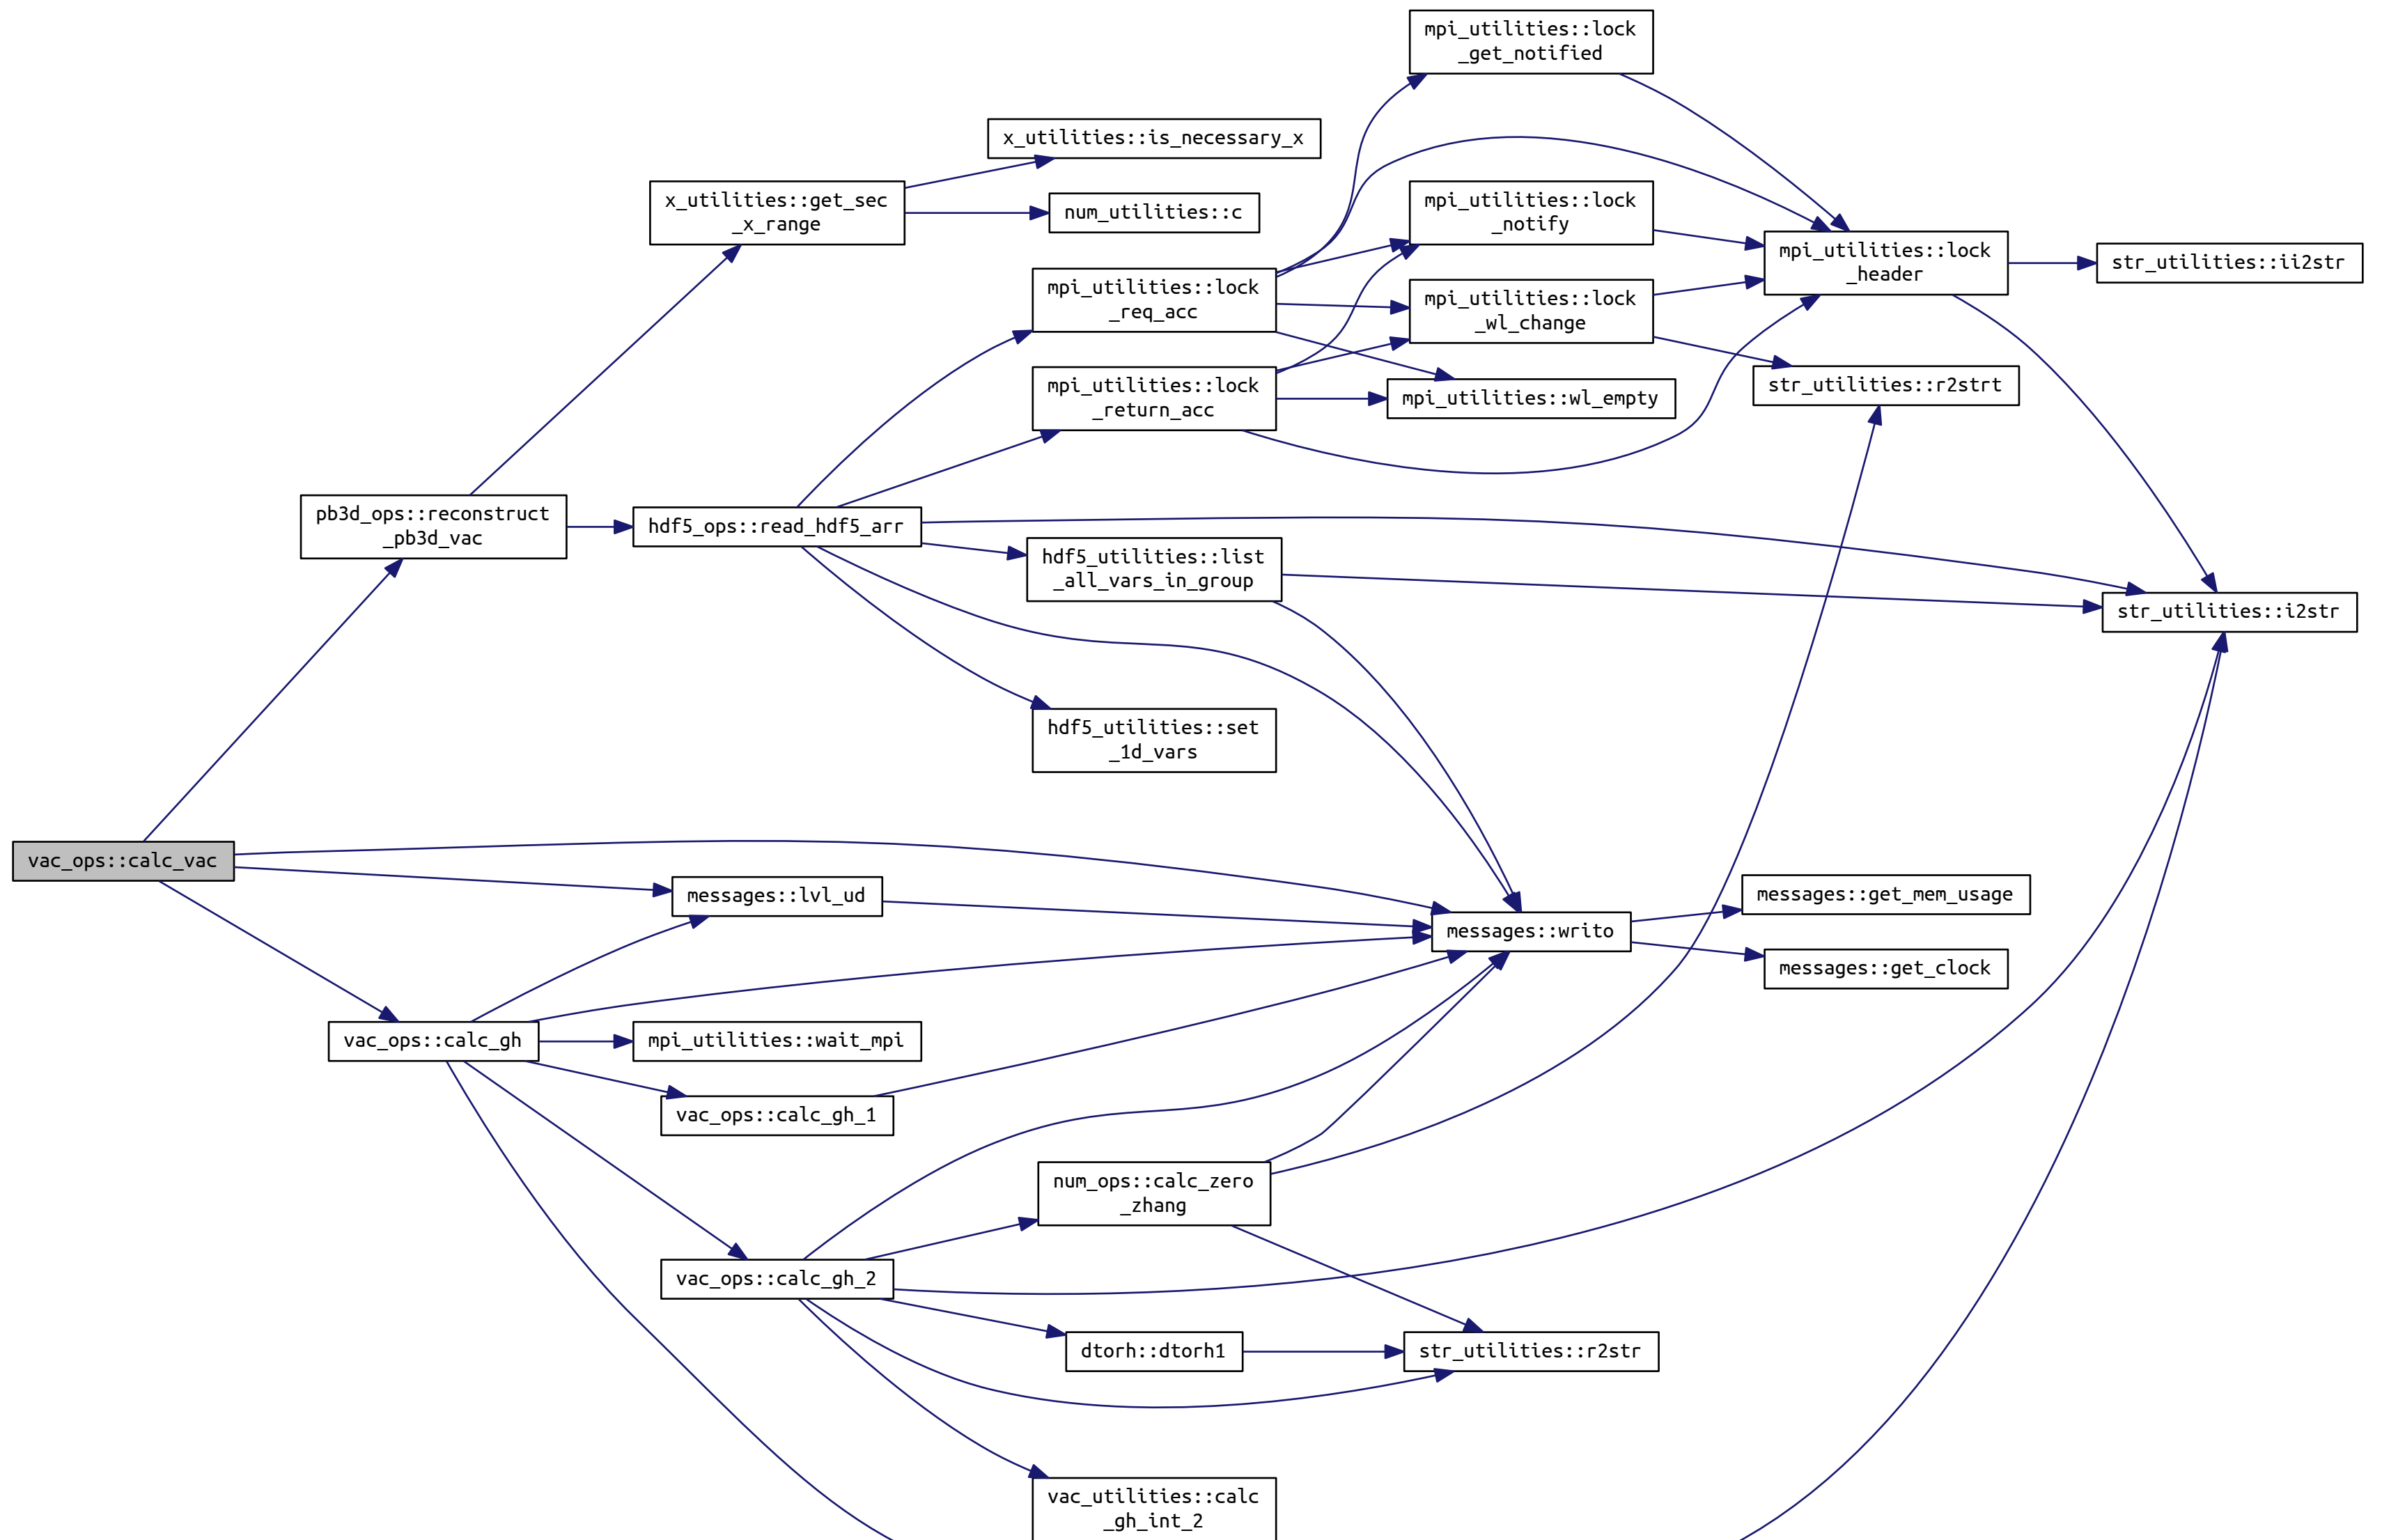 mpi_utilities::lock
_get_notified
x_utilities::is_necessary_x
x_utilities::get_sec
_x_range
num_utilities::c
mpi_utilities::lock
_notify
mpi_utilities::lock
_header
str_utilities::ii2str
mpi_utilities::lock
_req_acc
mpi_utilities::lock
_wl_change
mpi_utilities::lock
_return_acc
mpi_utilities::wl_empty
str_utilities::r2strt
pb3d_ops::reconstruct
_pb3d_vac
hdf5_ops::read_hdf5_arr
hdf5_utilities::list
_all_vars_in_group
str_utilities::i2str
hdf5_utilities::set
_1d_vars
vac_ops::calc_vac
messages::lvl_ud
messages::writo
messages::get_mem_usage
messages::get_clock
vac_ops::calc_gh
mpi_utilities::wait_mpi
vac_ops::calc_gh_1
num_ops::calc_zero
_zhang
vac_ops::calc_gh_2
dtorh::dtorh1
str_utilities::r2str
vac_utilities::calc
_gh_int_2